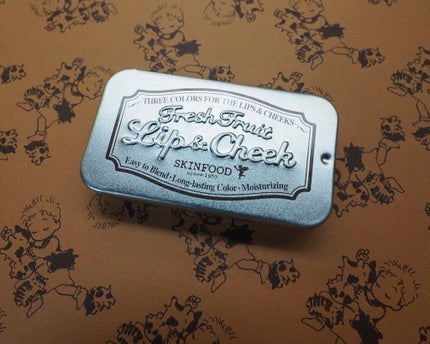 THREE COLORS FOR THE LIPS & CHEEKS
Fresh Fruit
Lip & Cheek
SKINFOOD
since 1957
Easy to Blend · Long-lasting Color · Moisturizing